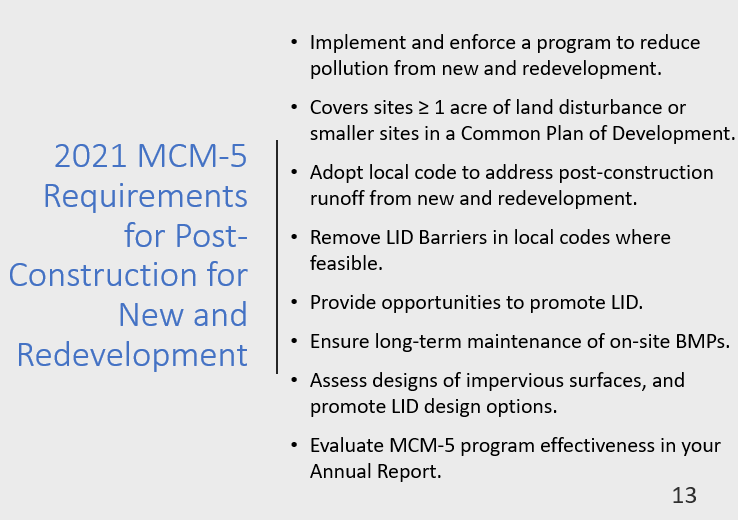 2021 MCM-5
Requirements
for Post-
Construction for
New and
Redevelopment
• Implement and enforce a program to reduce
pollution from new and redevelopment.
• Covers sites ≥ 1 acre of land disturbance or
smaller sites in a Common Plan of Development.
• Adopt local code to address post-construction
runoff from new and redevelopment.
• Remove LID Barriers in local codes where
feasible.
• Provide opportunities to promote LID.
• Ensure long-term maintenance of on-site BMPs.
• Assess designs of impervious surfaces, and
promote LID design options.
• Evaluate MCM-5 program effectiveness in your
Annual Report.
13